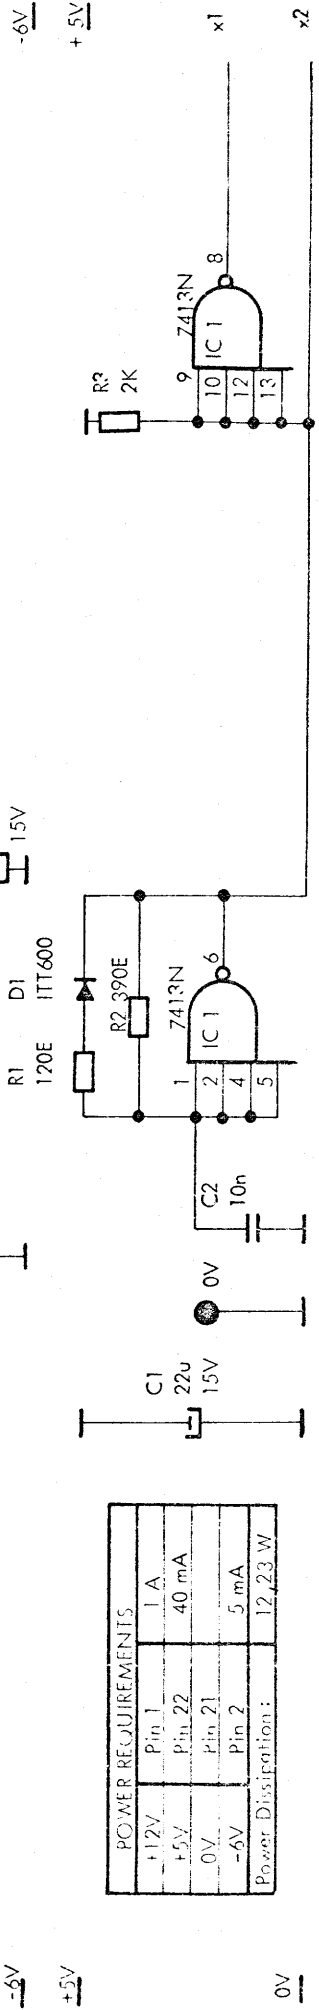 -6V
+5V
0V
POWER REQUIREMENTS
+12V Pin 1 1 A
+5V Pin 22 40 mA
0V Pin 21
-6V Pin 2 5 mA
Power Dissipation: 12,23 W
C1
22u
15V
0V
C2
10n
R1
120E
D1
ITT600
R2 390E
7413N
IC 1
1
2
4
5
6
15V
R3
2K
7413N
IC 1
9
10
12
13
8
-6V
+5V
x1
x2